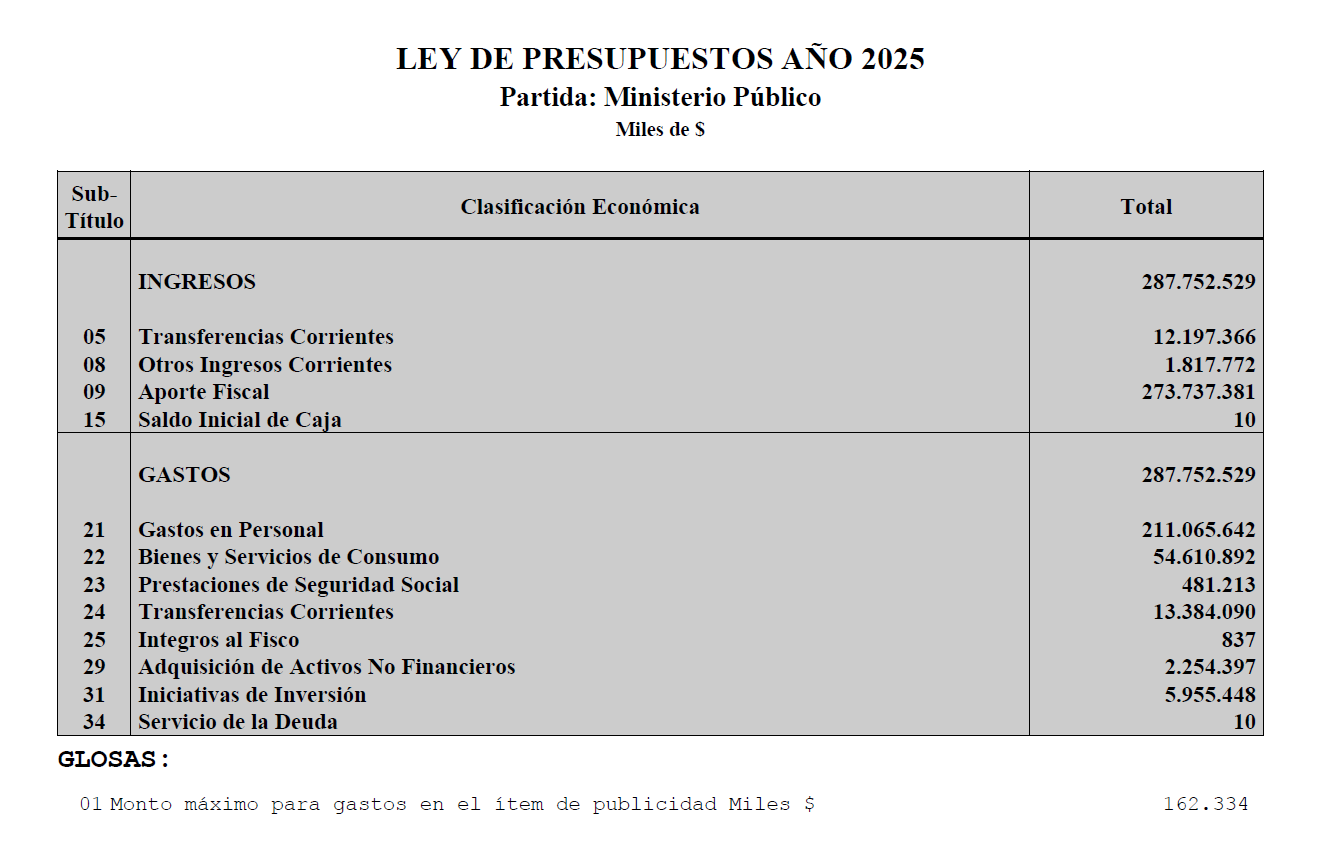 LEY DE PRESUPUESTOS AÑO 2025
Partida: Ministerio Público
Miles de $
Sub-
Título Clasificación Económica Total
INGRESOS 287.752.529
05 Transferencias Corrientes 12.197.366
08 Otros Ingresos Corrientes 1.817.772
09 Aporte Fiscal 273.737.381
15 Saldo Inicial de Caja 10
GASTOS 287.752.529
21 Gastos en Personal 211.065.642
22 Bienes y Servicios de Consumo 54.610.892
23 Prestaciones de Seguridad Social 481.213
24 Transferencias Corrientes 13.384.090
25 Integros al Fisco 837
29 Adquisición de Activos No Financieros 2.254.397
31 Iniciativas de Inversión 5.955.448
34 Servicio de la Deuda 10
GLOSAS:
01 Monto máximo para gastos en el ítem de publicidad Miles $ 162.334